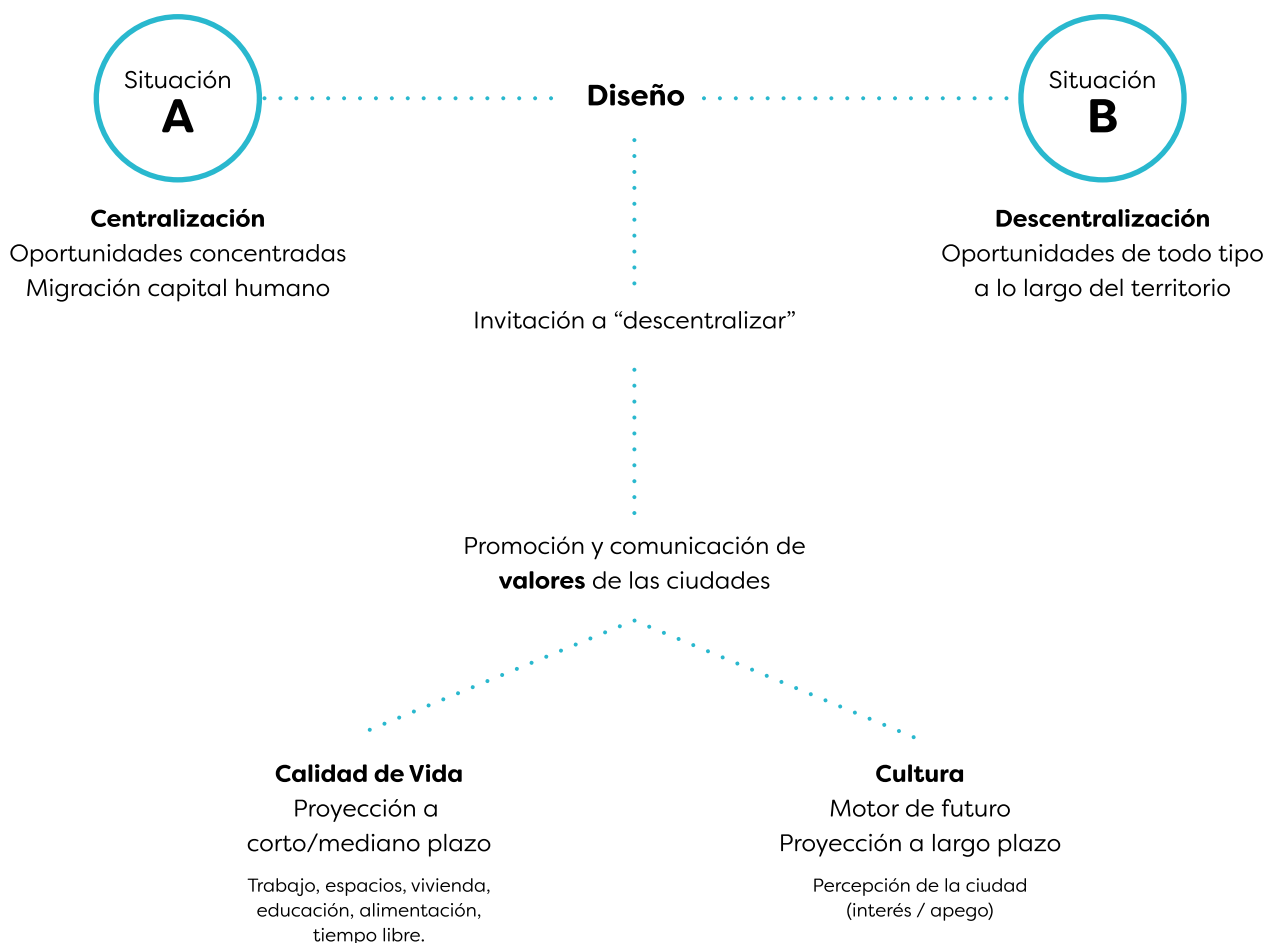 Situación
A
Diseño
Situación
B
Centralización
Oportunidades concentradas
Migración capital humano
Descentralización
Oportunidades de todo tipo
a lo largo del territorio
Invitación a “descentralizar”
Promoción y comunicación de
valores de las ciudades
Calidad de Vida
Proyección a
corto/mediano plazo
Trabajo, espacios, vivienda,
educación, alimentación,
tiempo libre.
Cultura
Motor de futuro
Proyección a largo plazo
Percepción de la ciudad
(interés / apego)